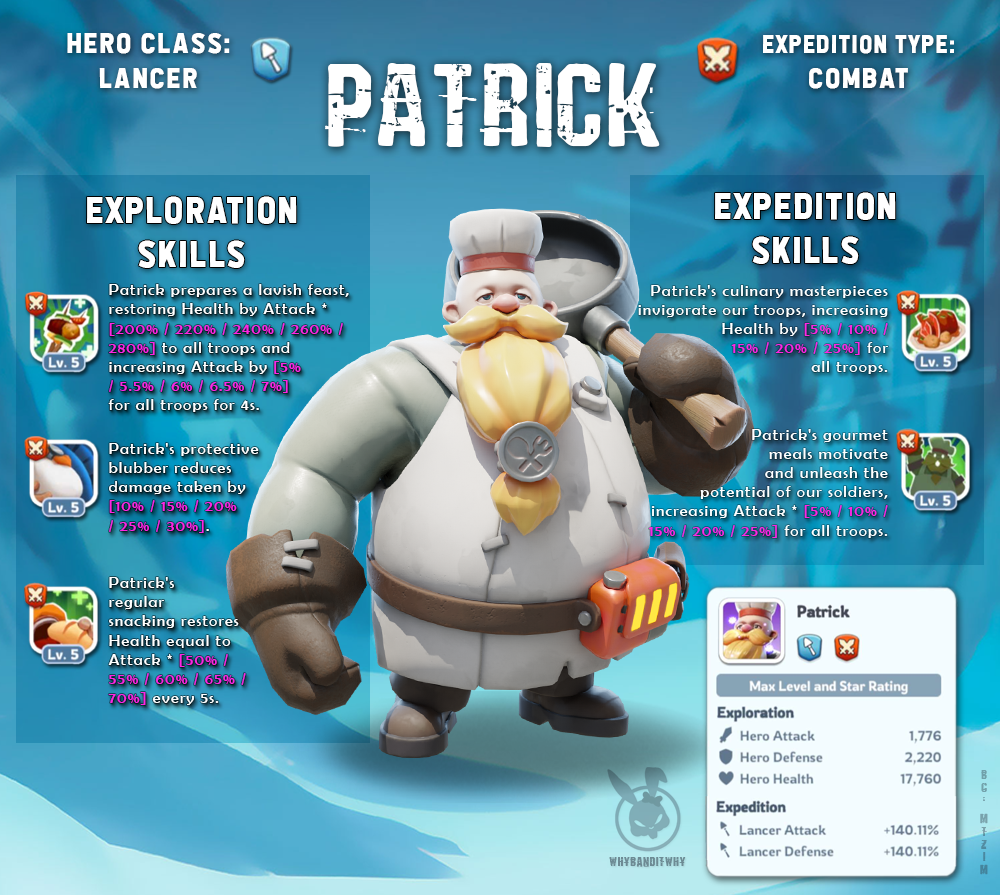 HERO CLASS:
LANCER
PATRICK
EXPEDITION TYPE:
COMBAT
EXPLORATION
SKILLS
Patrick prepares a lavish feast,
restoring Health by Attack *
[200% / 220% / 240% / 260% /
280%] to all troops and
increasing Attack by [5%
/ 5.5% / 6% / 6.5% / 7%]
for all troops for 4s.
Lv. 5
Patrick's protective
blubber reduces
damage taken by
[10% / 15% / 20%
/ 25% / 30%].
Lv. 5
Patrick's
regular
snacking restores
Health equal to
Attack * [50% /
55% / 60% / 65% /
70%] every 5s.
Lv. 5
EXPEDITION
SKILLS
Patrick's culinary masterpieces
invigorate our troops, increasing
Health by [5% / 10% /
15% / 20% / 25%] for
all troops.
Lv. 5
Patrick's gourmet
meals motivate
and unleash the
potential of our soldiers,
increasing Attack * [5% / 10% /
15% / 20% / 25%] for all troops.
Lv. 5
Patrick
Max Level and Star Rating
Exploration
Hero Attack 1,776
Hero Defense 2,220
Hero Health 17,760
Expedition
Lancer Attack +140.11%
Lancer Defense +140.11%
WHYBANDITWHY
BG: MTZIM